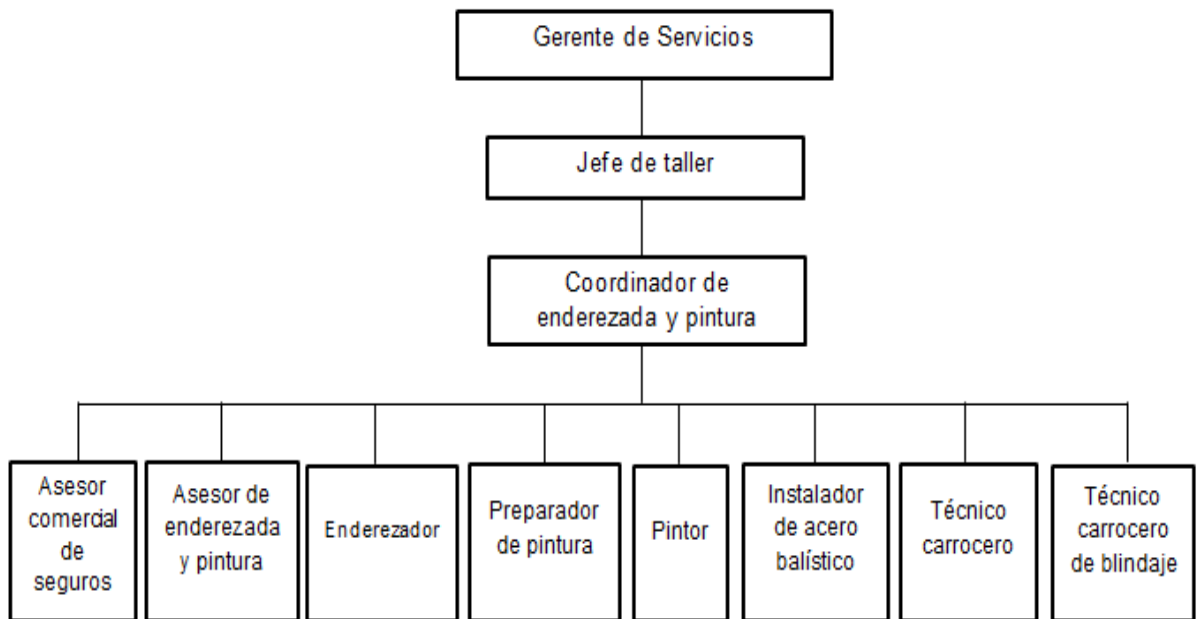 Gerente de Servicios
Jefe de taller
Coordinador de
enderezada y pintura
Asesor
comercial
de
seguros
Asesor de
enderezada
y pintura
Enderezador
Preparador
de pintura
Pintor
Instalador
de acero
balístico
Técnico
carrocero
Técnico
carrocero
de blindaje